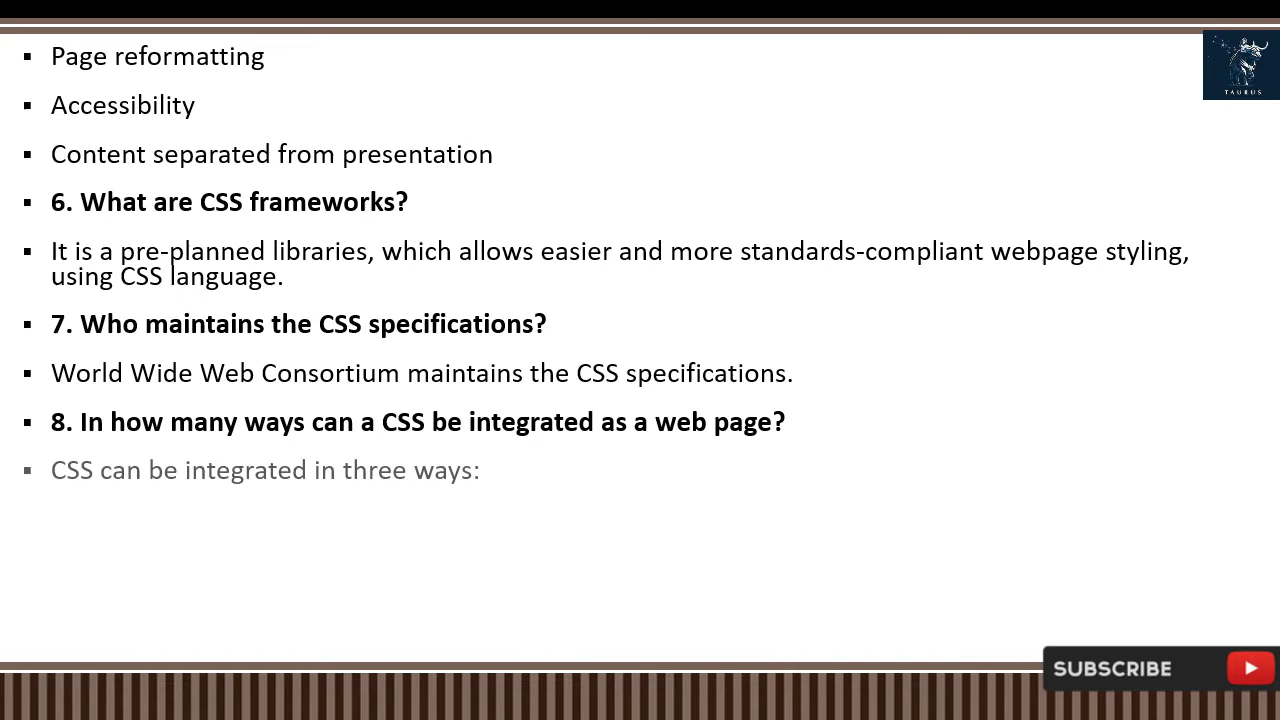 ▪ Page reformatting
▪ Accessibility
▪ Content separated from presentation
▪ 6. What are CSS frameworks?
▪ It is a pre-planned libraries, which allows easier and more standards-compliant webpage styling,
using CSS language.
▪ 7. Who maintains the CSS specifications?
▪ World Wide Web Consortium maintains the CSS specifications.
▪ 8. In how many ways can a CSS be integrated as a web page?
▪ CSS can be integrated in three ways:
TAURUS
SUBSCRIBE